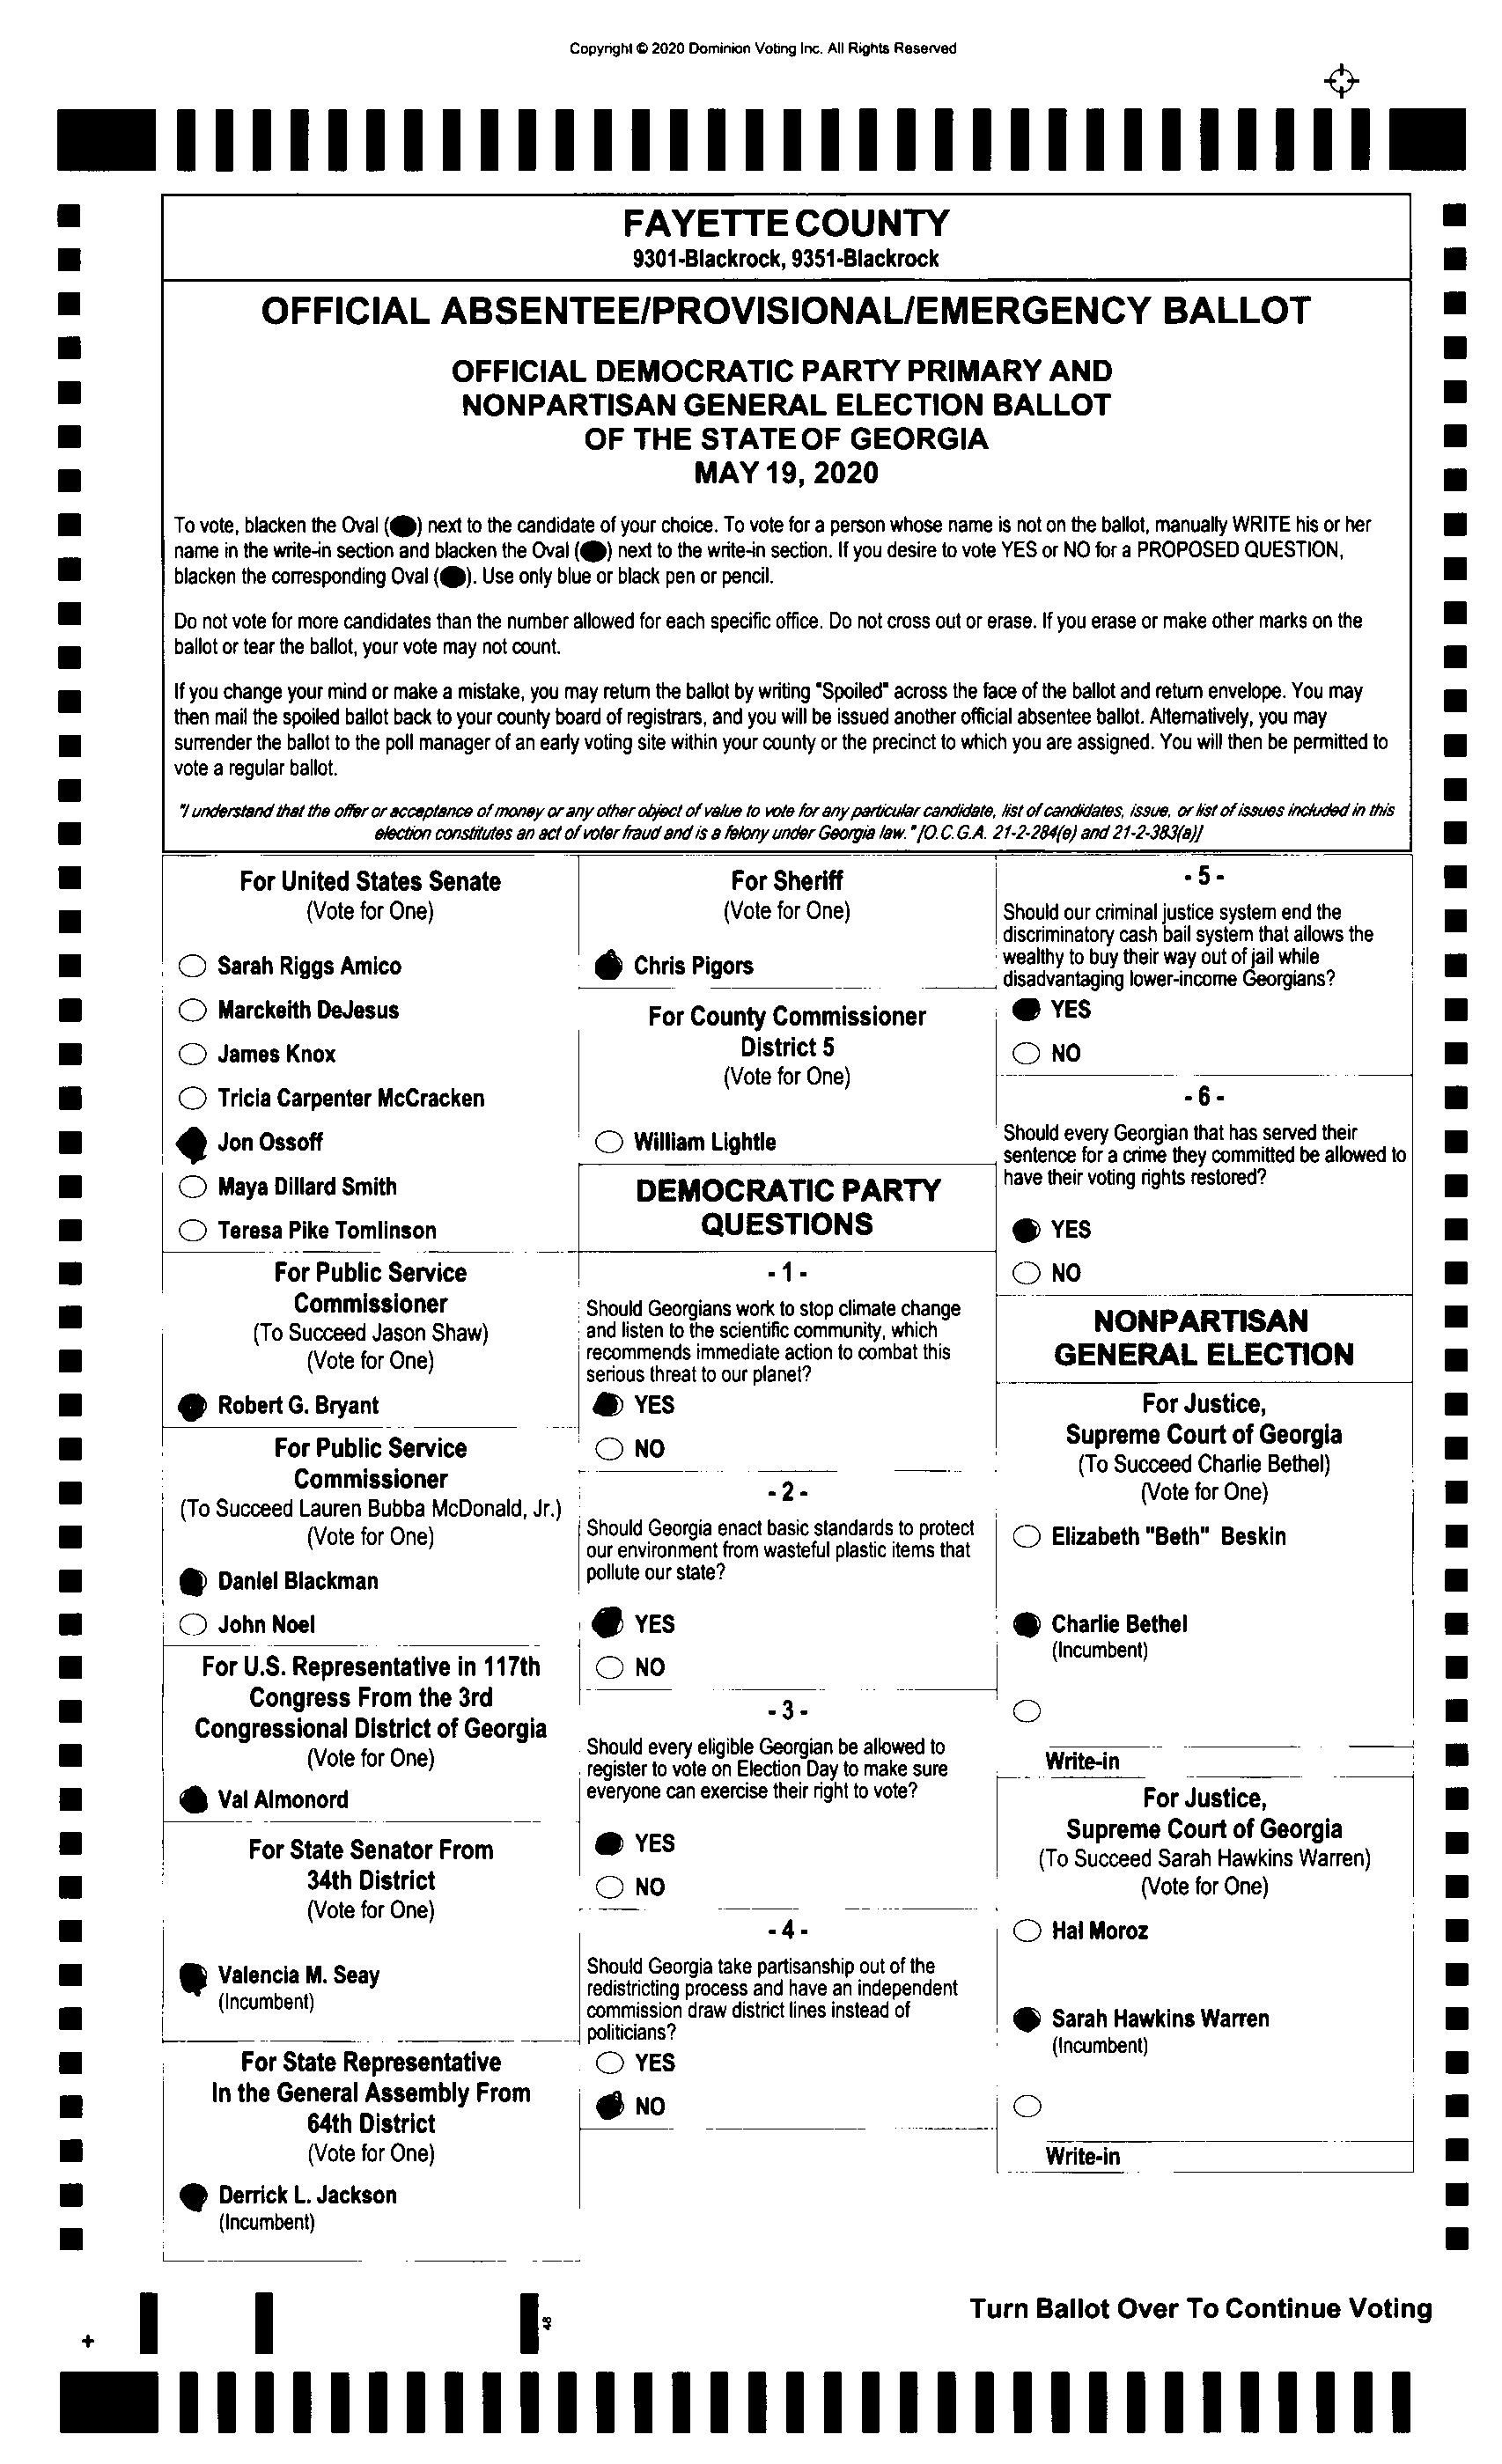 Copyright © 2020 Dominion Voting Inc. All Rights Reserved
FAYETTE COUNTY
9301-Blackrock, 9351-Blackrock
OFFICIAL ABSENTEE/PROVISIONAL/EMERGENCY BALLOT
OFFICIAL DEMOCRATIC PARTY PRIMARY AND
NONPARTISAN GENERAL ELECTION BALLOT
OF THE STATE OF GEORGIA
MAY 19, 2020
To vote, blacken the Oval (●) next to the candidate of your choice. To vote for a person whose name is not on the ballot, manually WRITE his or her
name in the write-in section and blacken the Oval (●) next to the write-in section. If you desire to vote YES or NO for a PROPOSED QUESTION,
blacken the corresponding Oval (●). Use only blue or black pen or pencil.
Do not vote for more candidates than the number allowed for each specific office. Do not cross out or erase. If you erase or make other marks on the
ballot or tear the ballot, your vote may not count.
If you change your mind or make a mistake, you may return the ballot by writing "Spoiled" across the face of the ballot and return envelope. You may
then mail the spoiled ballot back to your county board of registrars, and you will be issued another official absentee ballot. Alternatively, you may
surrender the ballot to the poll manager of an early voting site within your county or the precinct to which you are assigned. You will then be permitted to
vote a regular ballot.
"I understand that the offer or acceptance of money or any other object of value to vote for any particular candidate, list of candidates, issue, or list of issues included in this
election constitutes an act of voter fraud and is a felony under Georgia law." [O.C.G.A. 21-2-284(e) and 21-2-383(a)]
For United States Senate
(Vote for One)
Sarah Riggs Amico
Marckeith DeJesus
James Knox
Tricia Carpenter McCracken
Jon Ossoff
Maya Dillard Smith
Teresa Pike Tomlinson
For Public Service
Commissioner
(To Succeed Jason Shaw)
(Vote for One)
Robert G. Bryant
For Public Service
Commissioner
(To Succeed Lauren Bubba McDonald, Jr.)
(Vote for One)
Daniel Blackman
John Noel
For U.S. Representative in 117th
Congress From the 3rd
Congressional District of Georgia
(Vote for One)
Val Almonord
For State Senator From
34th District
(Vote for One)
Valencia M. Seay
(Incumbent)
For State Representative
In the General Assembly From
64th District
(Vote for One)
Derrick L. Jackson
(Incumbent)
For Sheriff
(Vote for One)
Chris Pigors
For County Commissioner
District 5
(Vote for One)
William Lightle
DEMOCRATIC PARTY
QUESTIONS
- 1 -
Should Georgians work to stop climate change
and listen to the scientific community, which
recommends immediate action to combat this
serious threat to our planet?
YES
NO
- 2 -
Should Georgia enact basic standards to protect
our environment from wasteful plastic items that
pollute our state?
YES
NO
- 3 -
Should every eligible Georgian be allowed to
register to vote on Election Day to make sure
everyone can exercise their right to vote?
YES
NO
- 4 -
Should Georgia take partisanship out of the
redistricting process and have an independent
commission draw district lines instead of
politicians?
YES
NO
- 5 -
Should our criminal justice system end the
discriminatory cash bail system that allows the
wealthy to buy their way out of jail while
disadvantaging lower-income Georgians?
YES
NO
- 6 -
Should every Georgian that has served their
sentence for a crime they committed be allowed to
have their voting rights restored?
YES
NO
NONPARTISAN
GENERAL ELECTION
For Justice,
Supreme Court of Georgia
(To Succeed Charlie Bethel)
(Vote for One)
Elizabeth "Beth" Beskin
Charlie Bethel
(Incumbent)
Write-in
For Justice,
Supreme Court of Georgia
(To Succeed Sarah Hawkins Warren)
(Vote for One)
Hal Moroz
Sarah Hawkins Warren
(Incumbent)
Write-in
Turn Ballot Over To Continue Voting